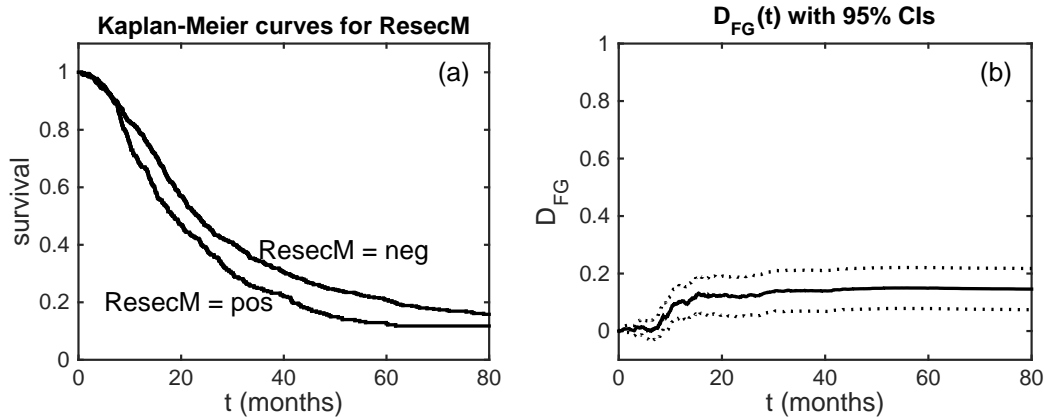 Kaplan-Meier curves for ResecM
(a)
survival
1
0.8
0.6
0.4
0.2
0
ResecM = neg
ResecM = pos
0 20 40 60 80
t (months)
D_FG(t) with 95% CIs
(b)
D_FG
1
0.8
0.6
0.4
0.2
0
0 20 40 60 80
t (months)